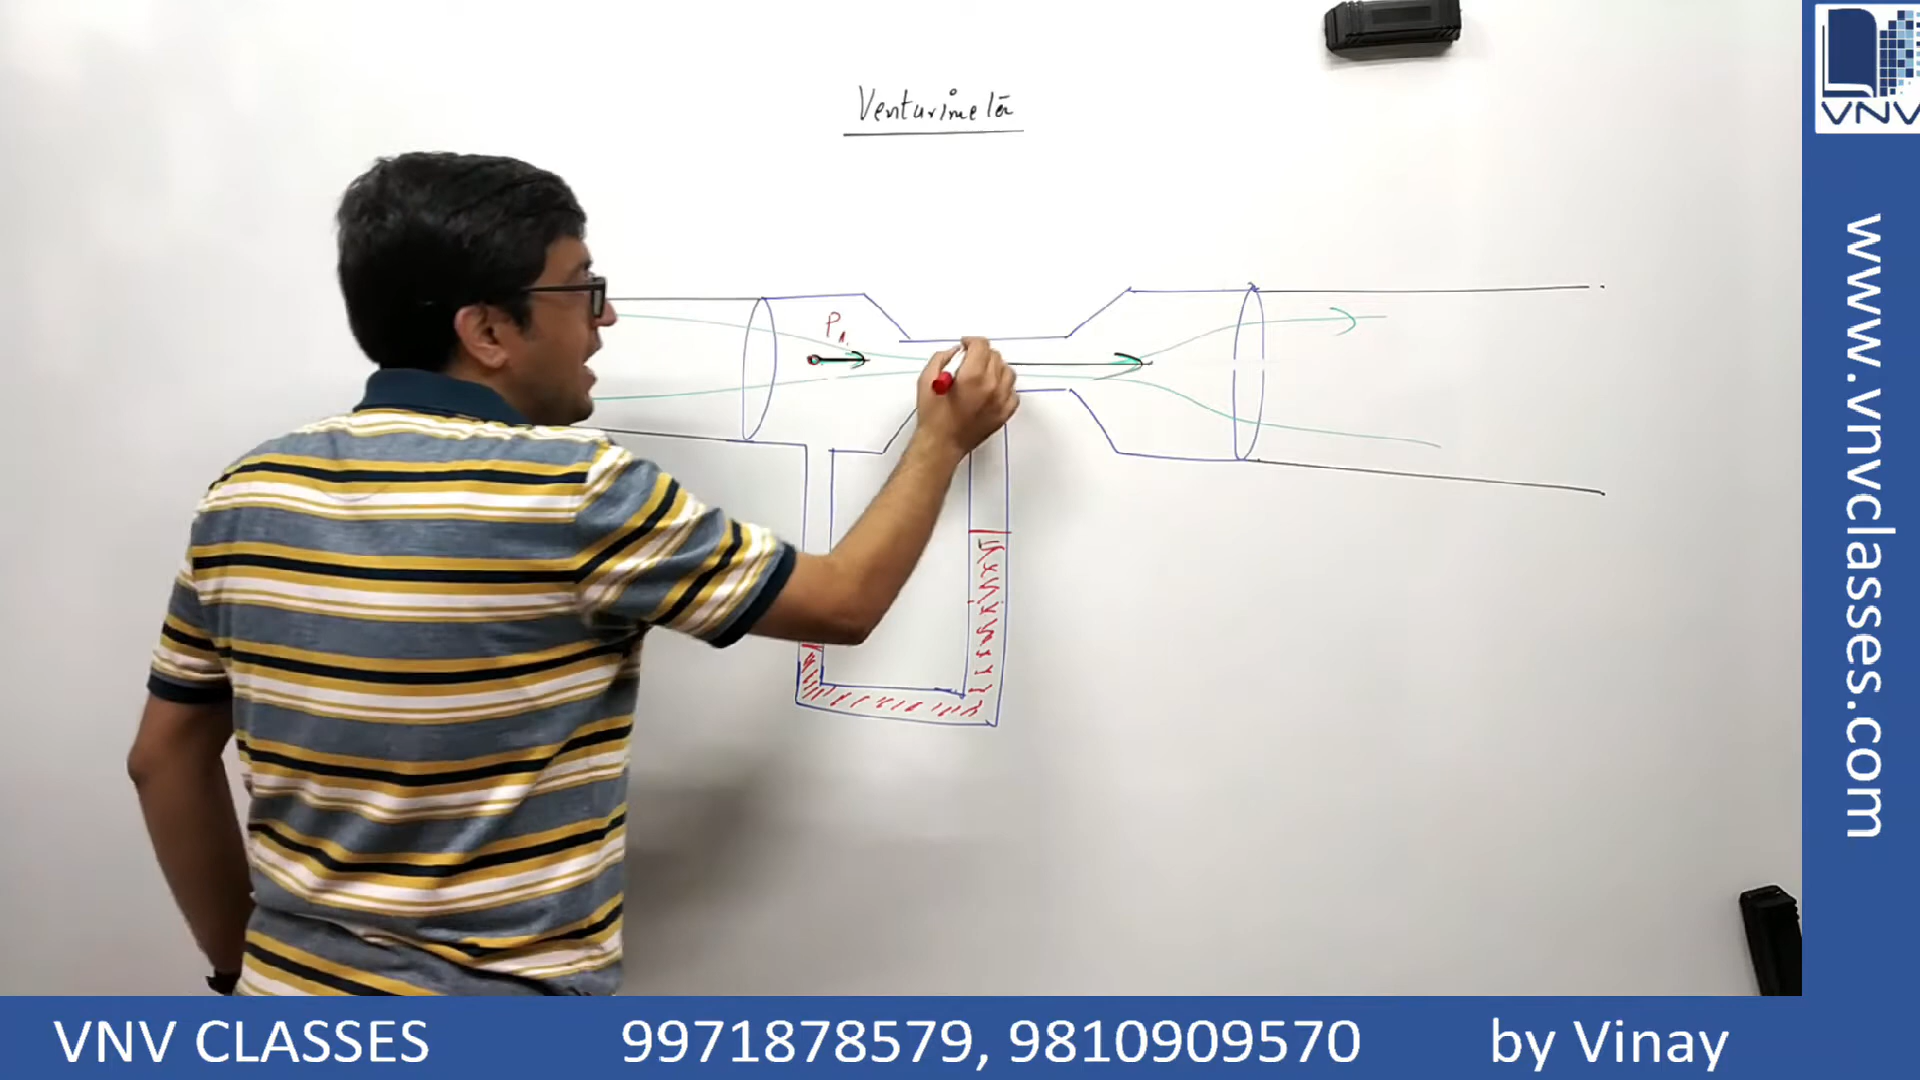 Venturimeter
P1
VNV
www.vnvclasses.com
VNV CLASSES 9971878579, 9810909570 by Vinay